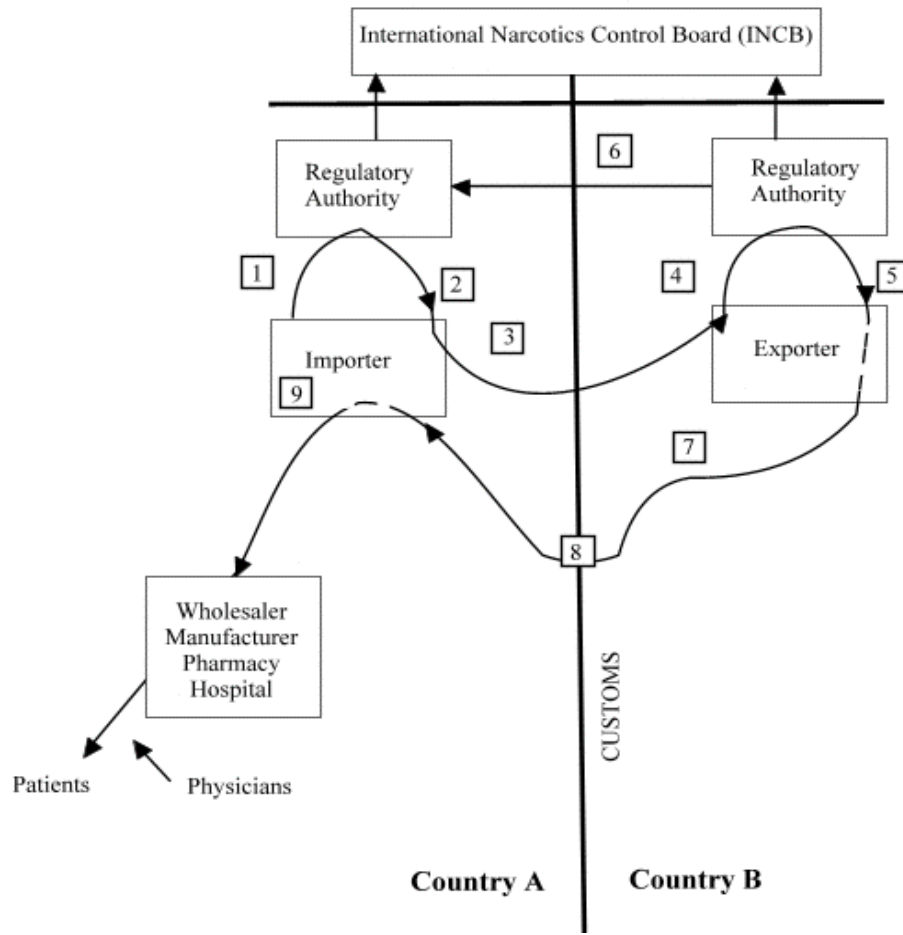 International Narcotics Control Board (INCB)
6
Regulatory
Authority
Regulatory
Authority
1
2
4
5
3
Importer
Exporter
9
7
8
Wholesaler
Manufacturer
Pharmacy
Hospital
CUSTOMS
Patients
Physicians
Country A
Country B